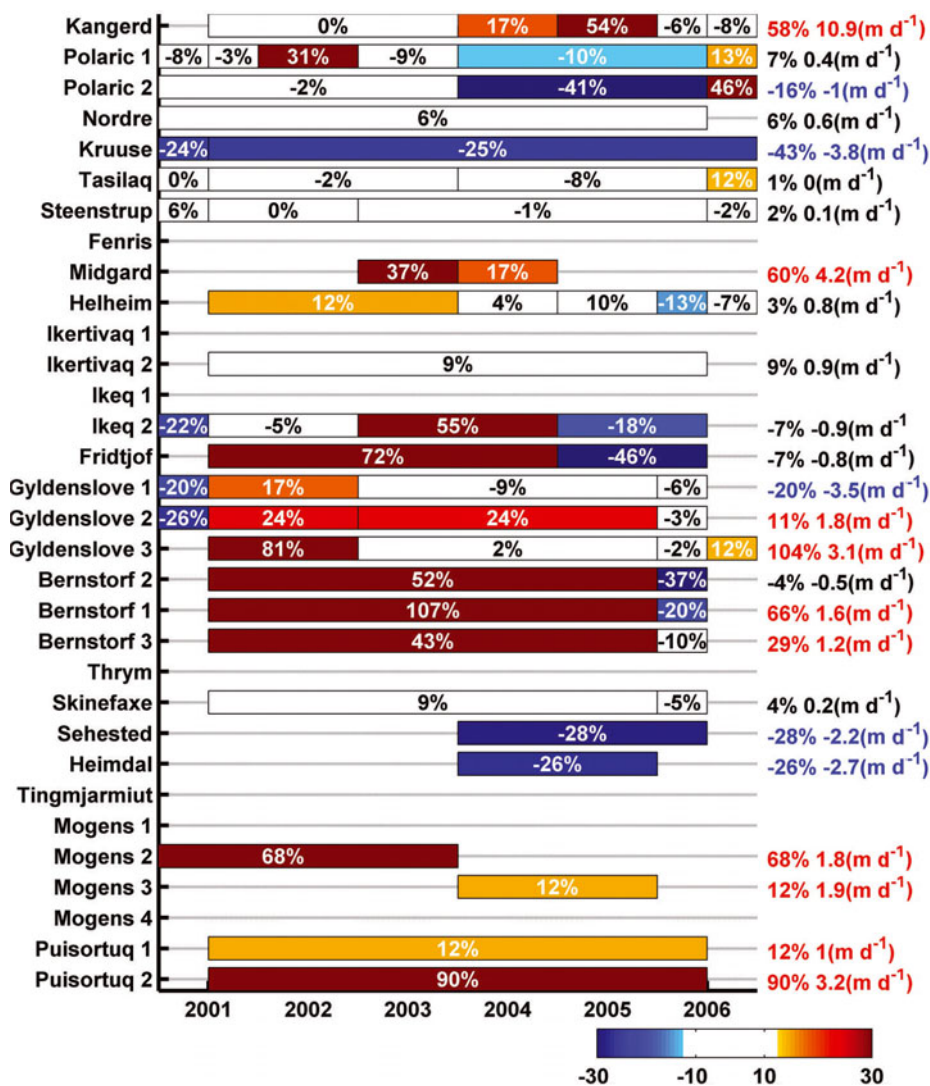 Kangerd 0% 17% 54% -6% -8% 58% 10.9(m d⁻¹)
Polaric 1 -8% -3% 31% -9% -10% 13% 7% 0.4(m d⁻¹)
Polaric 2 -2% -41% 46% -16% -1(m d⁻¹)
Nordre 6% 6% 0.6(m d⁻¹)
Kruuse -24% -25% -43% -3.8(m d⁻¹)
Tasilaq 0% -2% -8% 12% 1% 0(m d⁻¹)
Steenstrup 6% 0% -1% -2% 2% 0.1(m d⁻¹)
Fenris
Midgard 37% 17% 60% 4.2(m d⁻¹)
Helheim 12% 4% 10% -13% -7% 3% 0.8(m d⁻¹)
Ikertivaq 1
Ikertivaq 2 9% 9% 0.9(m d⁻¹)
Ikeq 1
Ikeq 2 -22% -5% 55% -18% -7% -0.9(m d⁻¹
Fridtjof 72% -46% -7% -0.8(m d⁻¹)
Gyldenslove 1 -20% 17% -9% -6% -20% -3.5(m d⁻¹)
Gyldenslove 2 -26% 24% 24% -3% 11% 1.8(m d⁻¹)
Gyldenslove 3 81% 2% -2% 12% 104% 3.1(m d⁻¹)
Bernstorf 2 52% -37% -4% -0.5(m d⁻¹)
Bernstorf 1 107% -20% 66% 1.6(m d⁻¹)
Bernstorf 3 43% -10% 29% 1.2(m d⁻¹)
Thrym
Skinefaxe 9% -5% 4% 0.2(m d⁻¹)
Sehested -28% -28% -2.2(m d⁻¹)
Heimdal -26% -26% -2.7(m d⁻¹)
Tingmjarmiut
Mogens 1
Mogens 2 68% 68% 1.8(m d⁻¹)
Mogens 3 12% 12% 1.9(m d⁻¹)
Mogens 4
Puisortuq 1 12% 12% 1(m d⁻¹)
Puisortuq 2 90% 90% 3.2(m d⁻¹)
2001 2002 2003 2004 2005 2006
-30 -10 10 30